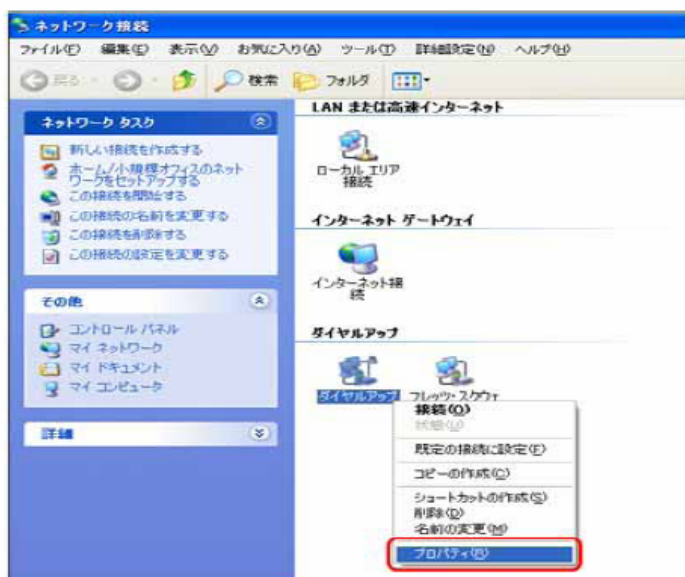 ネットワーク接続
ファイル(F) 編集(E) 表示(V) お気に入り(A) ツール(T) 詳細設定(N) ヘルプ(H)
戻る 検索 フォルダ
ネットワーク タスク
新しい接続を作成する
ホーム/小規模オフィスのネット
ワークをセットアップする
この接続を開始する
この接続の名前を変更する
この接続を削除する
この接続の設定を変更する
その他
コントロール パネル
マイ ネットワーク
マイ ドキュメント
マイ コンピュータ
詳細
LAN または高速インターネット
ローカル エリア
接続
インターネット ゲートウェイ
インターネット接
続
ダイヤルアップ
ダイヤルアップ
フレッツ・スクウェ
接続(O)
状態(U)
既定の接続に設定(F)
コピーの作成(C)
ショートカットの作成(S)
削除(D)
名前の変更(M)
プロパティ(R)